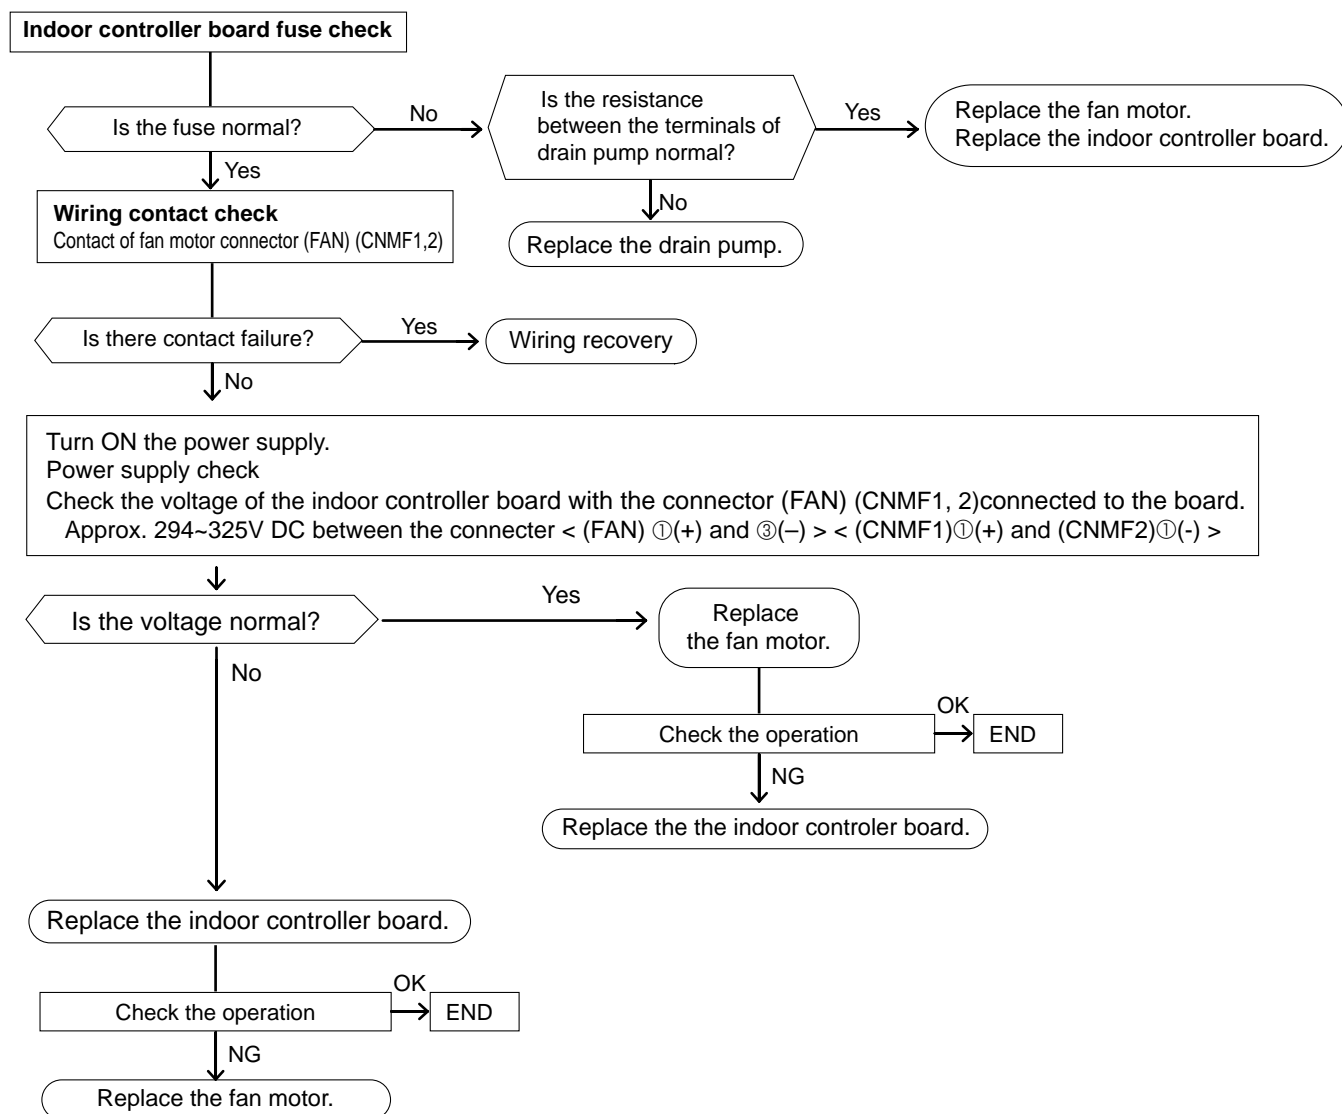 Indoor controller board fuse check
Is the fuse normal?
No
Is the resistance
between the terminals of
drain pump normal?
Yes
Replace the fan motor.
Replace the indoor controller board.
Yes
No
Wiring contact check
Contact of fan motor connector (FAN) (CNMF1,2)
Replace the drain pump.
Is there contact failure?
Yes
Wiring recovery
No
Turn ON the power supply.
Power supply check
Check the voltage of the indoor controller board with the connector (FAN) (CNMF1, 2)connected to the board.
Approx. 294~325V DC between the connecter < (FAN) ①(+) and ③(–) > < (CNMF1)①(+) and (CNMF2)①(-) >
Is the voltage normal?
Yes
Replace
the fan motor.
No
Check the operation
OK
END
NG
Replace the the indoor controler board.
Replace the indoor controller board.
Check the operation
OK
END
NG
Replace the fan motor.